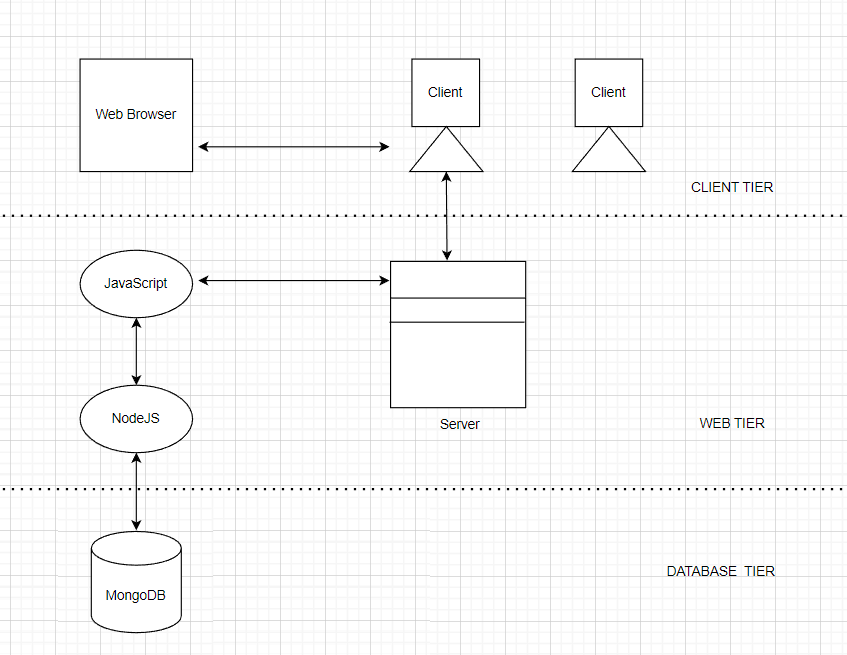 Web Browser
Client
Client
CLIENT TIER
JavaScript
NodeJS
Server
WEB TIER
MongoDB
DATABASE TIER